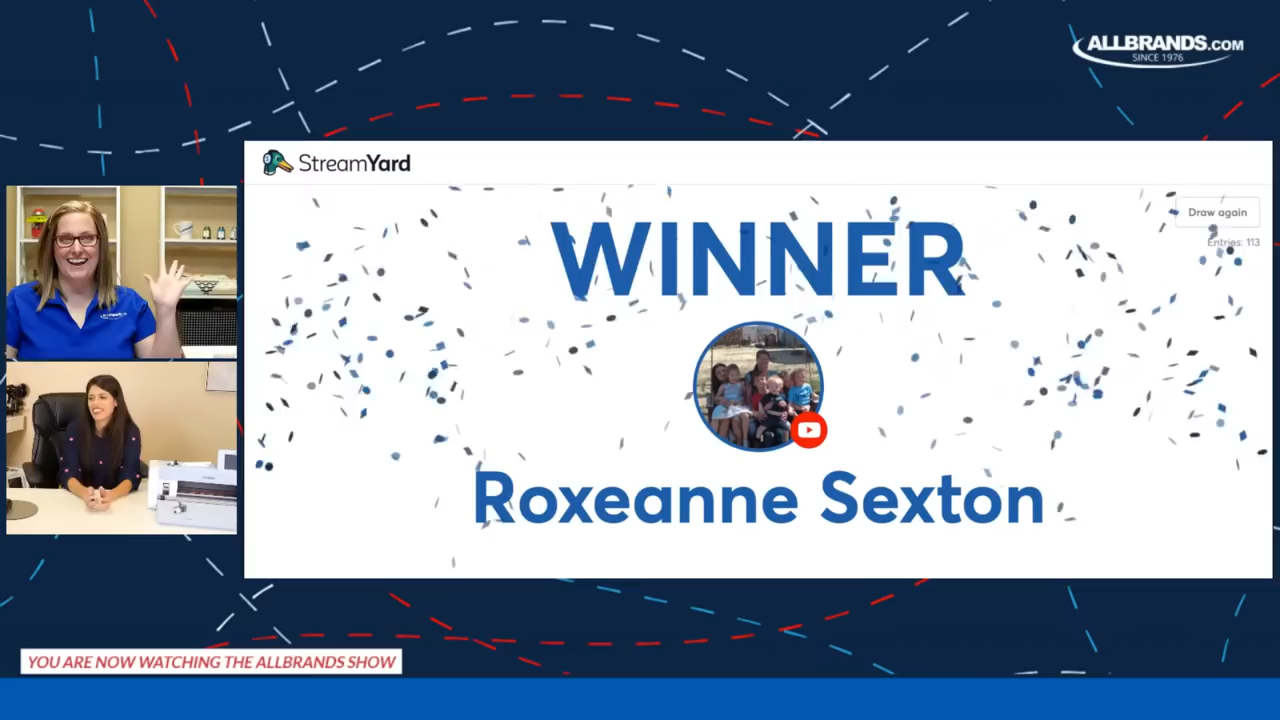 ALLBRANDS.COM
SINCE 1976
StreamYard
Draw again
Entries: 113
WINNER
Roxeanne Sexton
YOU ARE NOW WATCHING THE ALLBRANDS SHOW